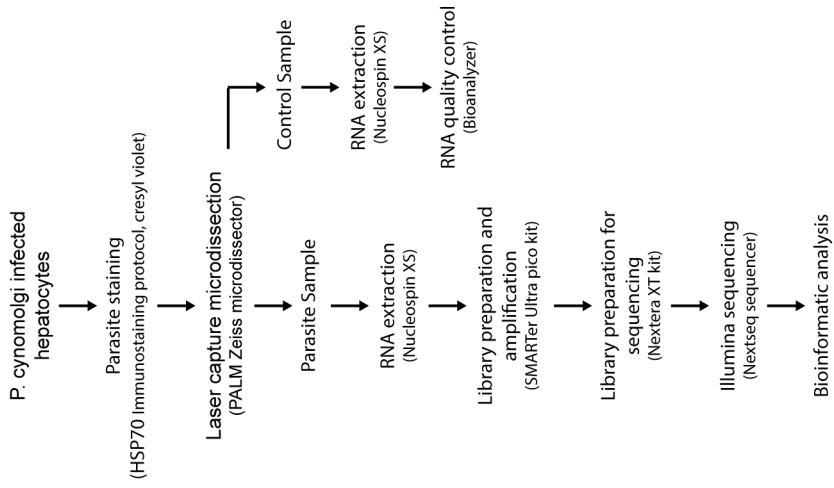 P. cynomolgi infected
hepatocytes
Parasite staining
(HSP70 Immunostaining protocol, cresyl violet)
Laser capture microdissection
(PALM Zeiss microdissector)
Control Sample
RNA extraction
(Nucleospin XS)
RNA quality control
(Bioanalyzer)
Parasite Sample
RNA extraction
(Nucleospin XS)
Library preparation and
amplification
(SMARTer Ultra pico kit)
Library preparation for
sequencing
(Nextera XT kit)
Illumina sequencing
(Nextseq sequencer)
Bioinformatic analysis